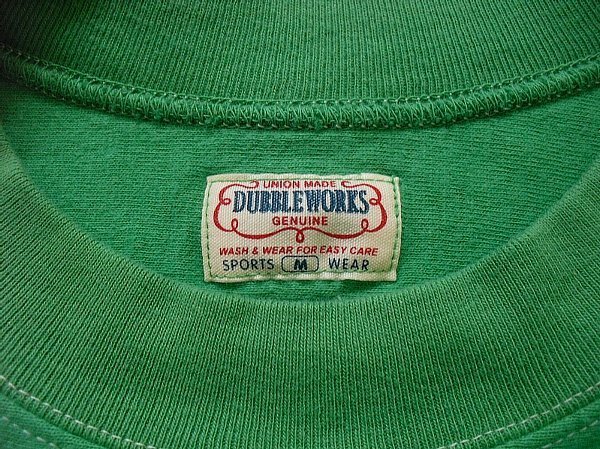 UNION MADE
DUBBLEWORKS
GENUINE
WASH & WEAR FOR EASY CARE
SPORTS M WEAR